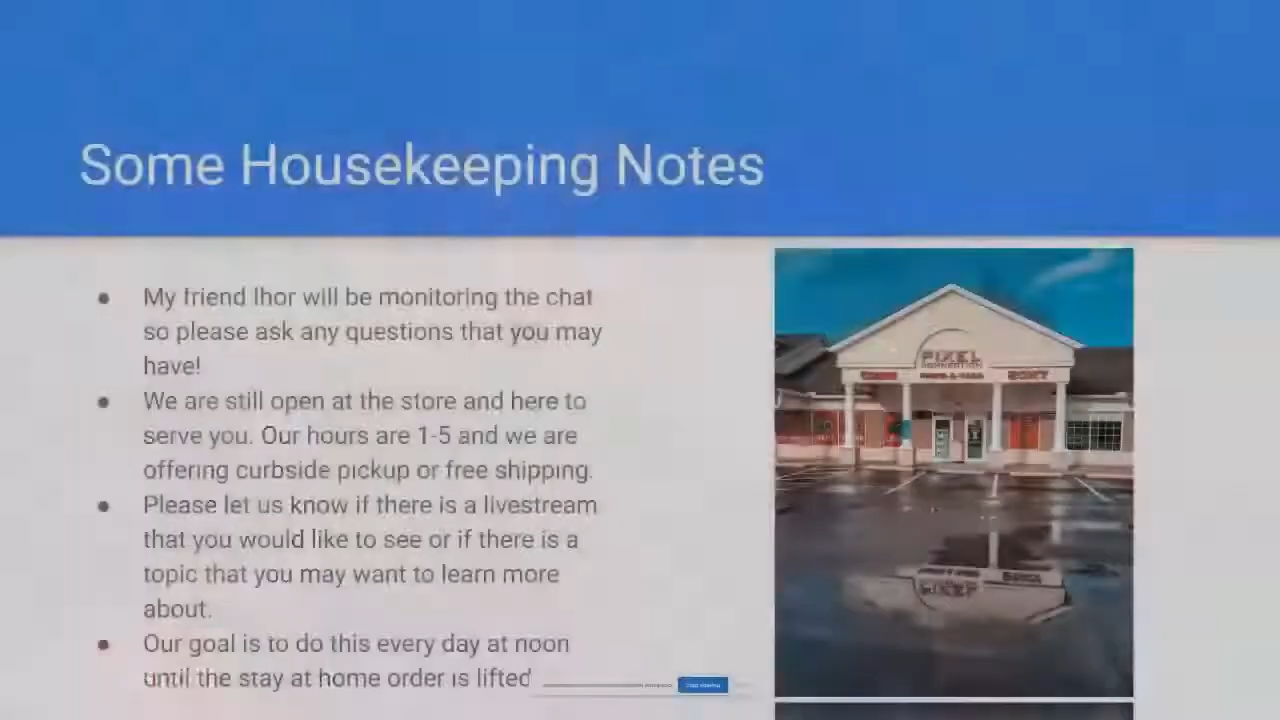 Some Housekeeping Notes
● My friend Ihor will be monitoring the chat
so please ask any questions that you may
have!
● We are still open at the store and here to
serve you. Our hours are 1-5 and we are
offering curbside pickup or free shipping.
● Please let us know if there is a livestream
that you would like to see or if there is a
topic that you may want to learn more
about.
● Our goal is to do this every day at noon
until the stay at home order is lifted
PIXEL
CONNECTION
SONY